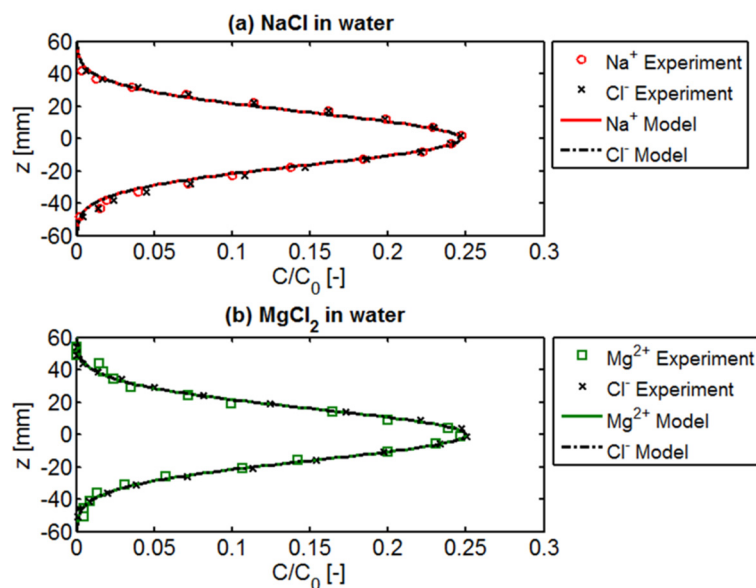 (a) NaCl in water
60
40
20
0
-20
-40
-60
z [mm]
0
0.05
0.1
0.15
0.2
0.25
0.3
C/C₀ [-]
Na⁺ Experiment
Cl⁻ Experiment
Na⁺ Model
Cl⁻ Model
(b) MgCl₂ in water
60
40
20
0
-20
-40
-60
z [mm]
0
0.05
0.1
0.15
0.2
0.25
0.3
C/C₀ [-]
Mg²⁺ Experiment
Cl⁻ Experiment
Mg²⁺ Model
Cl⁻ Model